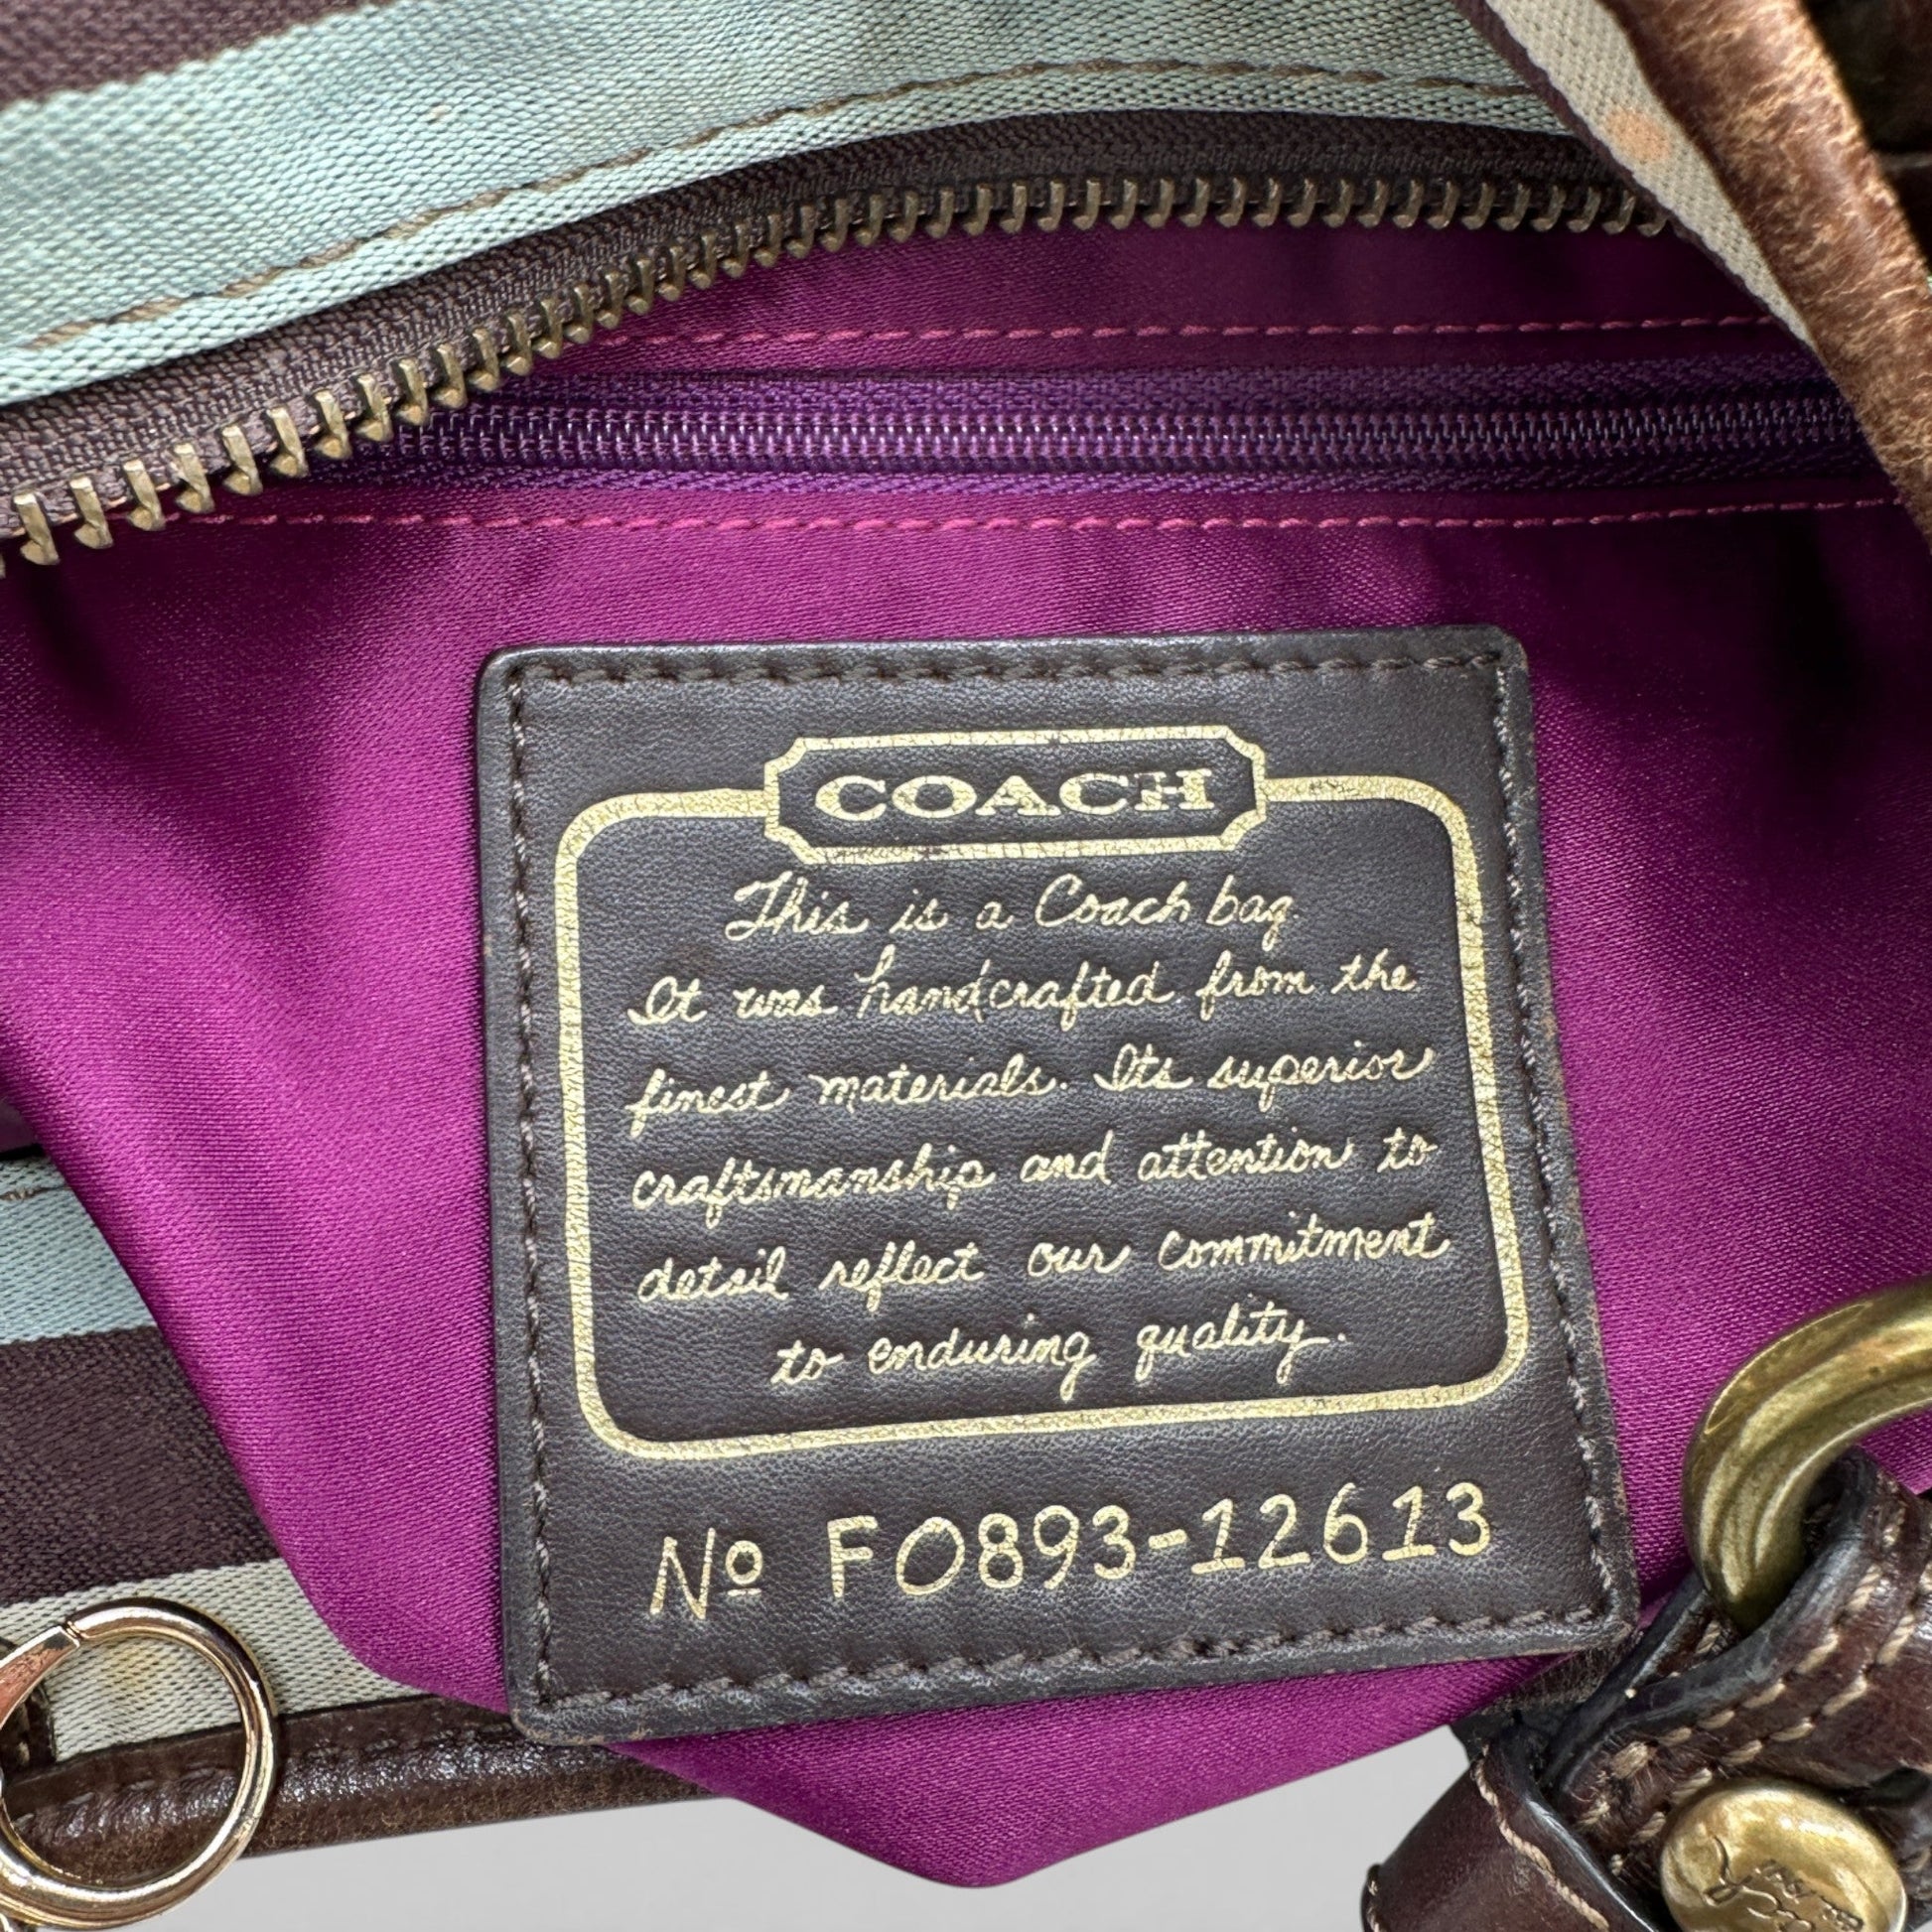 COACH
This is a Coach bag
It was handcrafted from the
finest materials. Its superior
craftsmanship and attention to
detail reflect our commitment
to enduring quality.
Nº F0893-12613